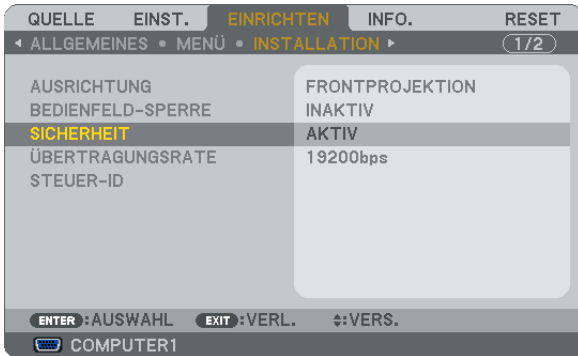 QUELLE EINST. EINRICHTEN INFO. RESET
◂ ALLGEMEINES • MENÜ • INSTALLATION ▸ 1/2
AUSRICHTUNG FRONTPROJEKTION
BEDIENFELD-SPERRE INAKTIV
SICHERHEIT AKTIV
ÜBERTRAGUNGSRATE 19200bps
STEUER-ID
ENTER :AUSWAHL EXIT :VERL. ♦:VERS.
COMPUTER1